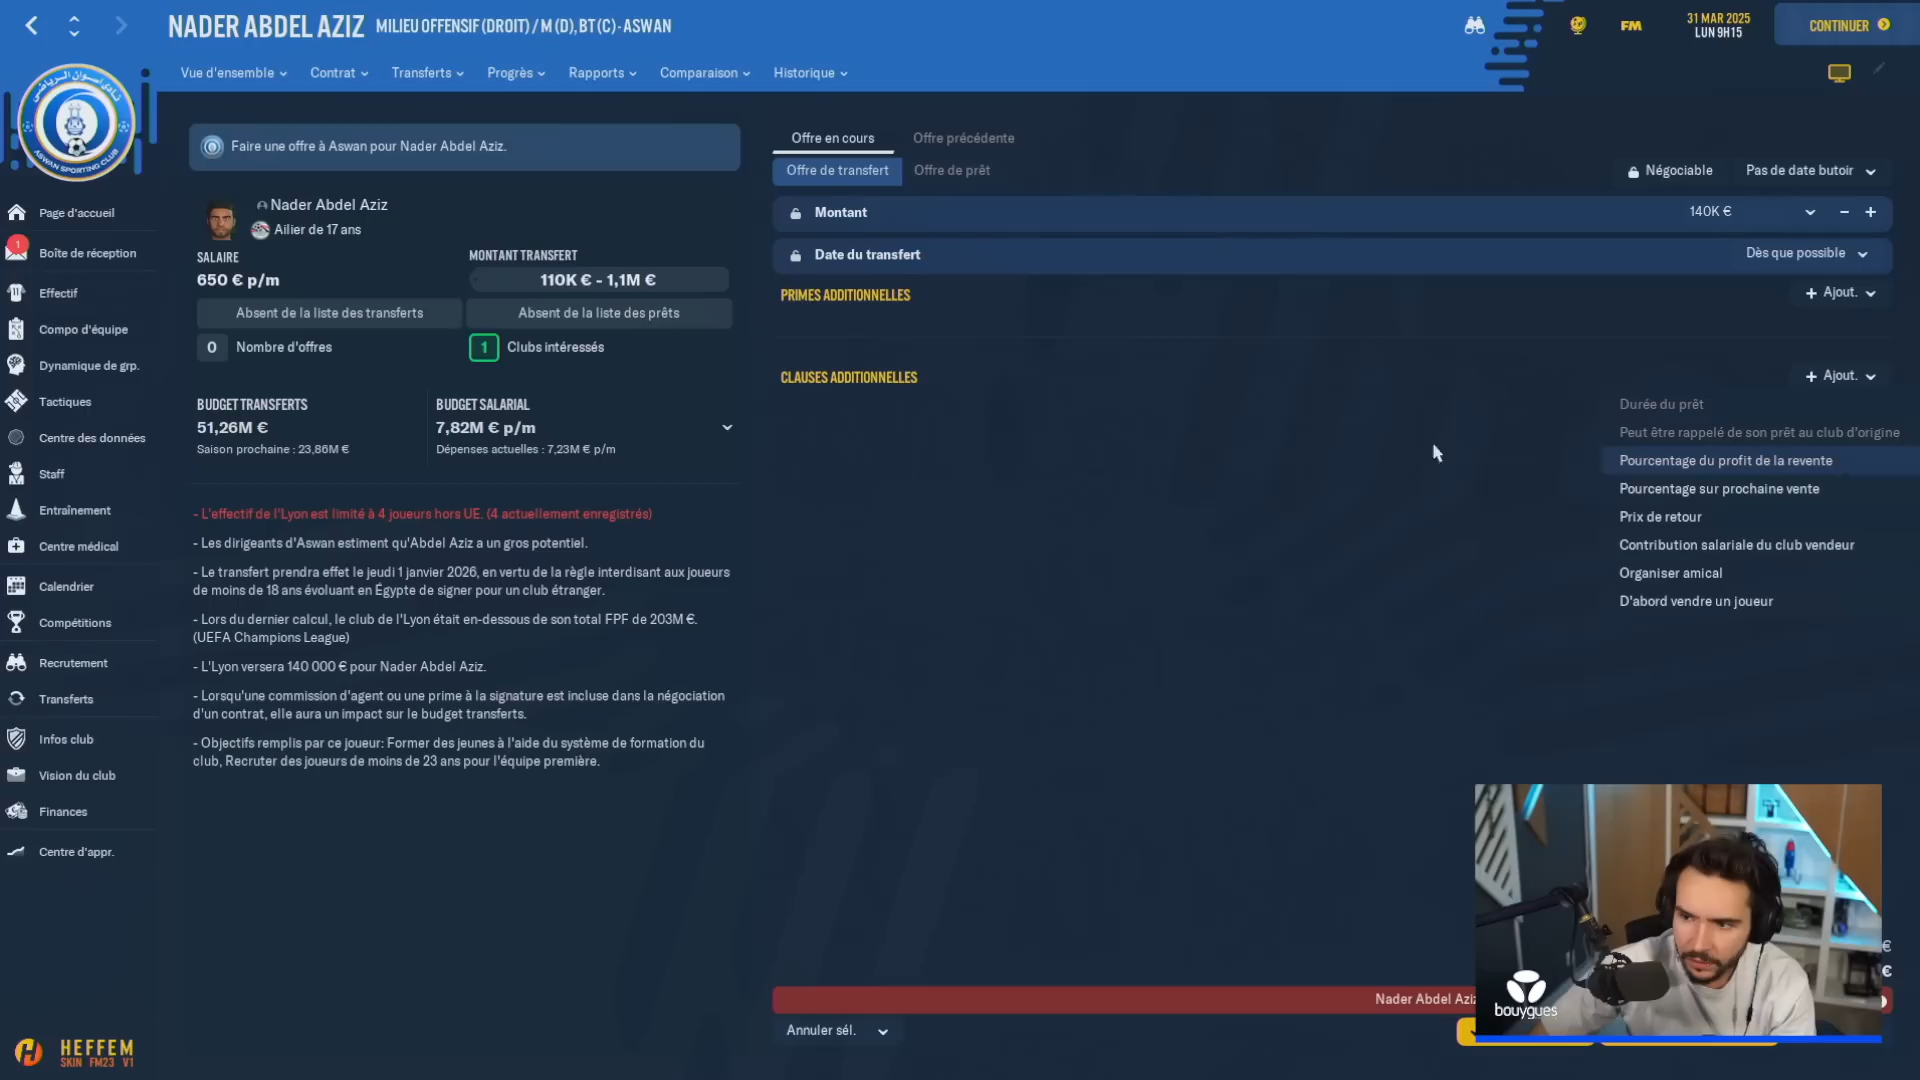 NADER ABDEL AZIZ MILIEU OFFENSIF (DROIT) / M (D), BT (C) - ASWAN
FM
31 MAR 2025
LUN 9H15
CONTINUER
Vue d'ensemble
Contrat
Transferts
Progrès
Rapports
Comparaison
Historique
ASWAN SPORTING CLUB
Page d'accueil
1
Boîte de réception
Effectif
Compo d'équipe
Dynamique de grp.
Tactiques
Centre des données
Staff
Entraînement
Centre médical
Calendrier
Compétitions
Recrutement
Transferts
Infos club
Vision du club
Finances
Centre d'appr.
HEFFEM
SKIN FM23 V1
Faire une offre à Aswan pour Nader Abdel Aziz.
Nader Abdel Aziz
Ailier de 17 ans
SALAIRE
650 € p/m
MONTANT TRANSFERT
110K € - 1,1M €
Absent de la liste des transferts
Absent de la liste des prêts
0 Nombre d'offres
1 Clubs intéressés
BUDGET TRANSFERTS
51,26M €
Saison prochaine : 23,86M €
BUDGET SALARIAL
7,82M € p/m
Dépenses actuelles : 7,23M € p/m
- L'effectif de l'Lyon est limité à 4 joueurs hors UE. (4 actuellement enregistrés)
- Les dirigeants d'Aswan estiment qu'Abdel Aziz a un gros potentiel.
- Le transfert prendra effet le jeudi 1 janvier 2026, en vertu de la règle interdisant aux joueurs
de moins de 18 ans évoluant en Égypte de signer pour un club étranger.
- Lors du dernier calcul, le club de l'Lyon était en-dessous de son total FPF de 203M €.
(UEFA Champions League)
- L'Lyon versera 140 000 € pour Nader Abdel Aziz.
- Lorsqu'une commission d'agent ou une prime à la signature est incluse dans la négociation
d'un contrat, elle aura un impact sur le budget transferts.
- Objectifs remplis par ce joueur: Former des jeunes à l'aide du système de formation du
club, Recruter des joueurs de moins de 23 ans pour l'équipe première.
Offre en cours
Offre précédente
Offre de transfert
Offre de prêt
Négociable
Pas de date butoir
Montant
140K €
Date du transfert
Dès que possible
PRIMES ADDITIONNELLES
+ Ajout.
CLAUSES ADDITIONNELLES
+ Ajout.
Durée du prêt
Peut être rappelé de son prêt au club d'origine
Pourcentage du profit de la revente
Pourcentage sur prochaine vente
Prix de retour
Contribution salariale du club vendeur
Organiser amical
D'abord vendre un joueur
€
€
Nader Abdel Aziz
Annuler sél.
bouygues